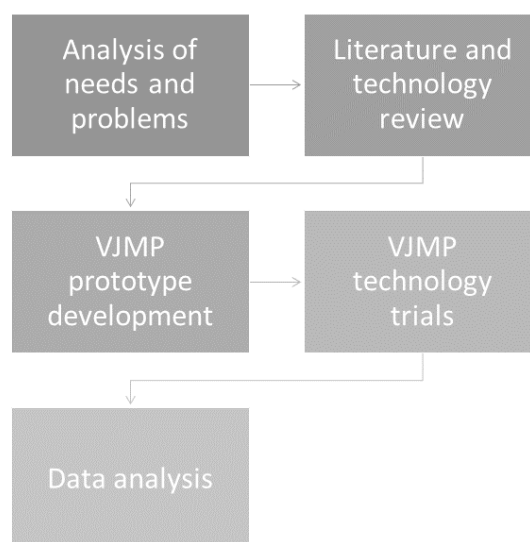 Analysis of
needs and
problems
Literature and
technology
review
VJMP
prototype
development
VJMP
technology
trials
Data analysis